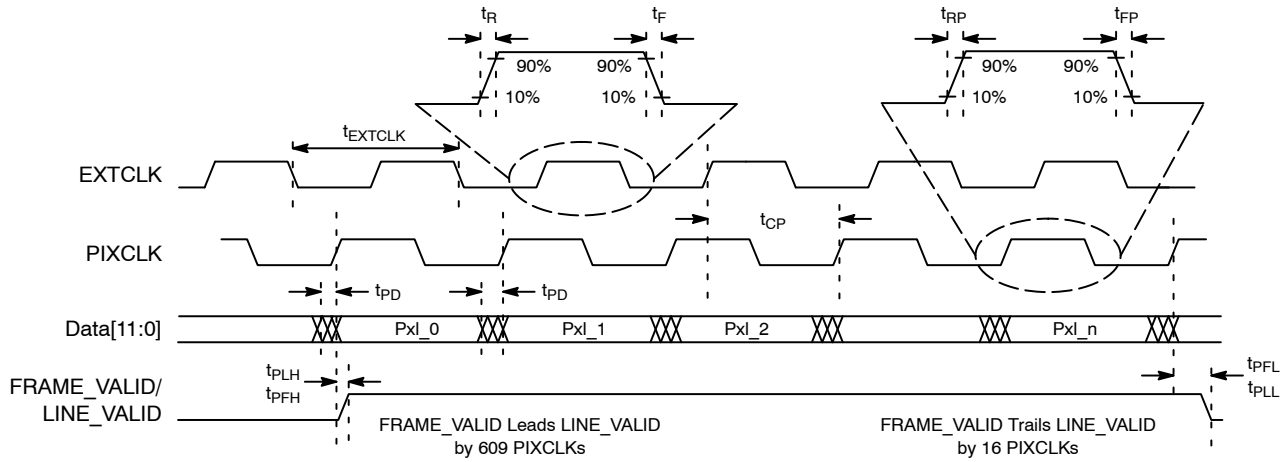 tR tF tRP tFP
90% 90% 90% 90%
10% 10% 10% 10%
tEXTCLK
EXTCLK
tCP
PIXCLK
tPD tPD
Data[11:0] Pxl_0 Pxl_1 Pxl_2 Pxl_n
tPLH tPFL
FRAME_VALID/ tPFH tPLL
LINE_VALID
FRAME_VALID Leads LINE_VALID FRAME_VALID Trails LINE_VALID
by 609 PIXCLKs by 16 PIXCLKs